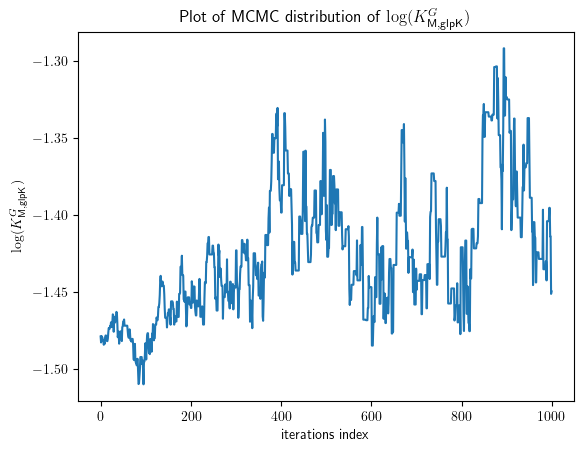 Plot of MCMC distribution of log(K^G_{M,glpK})
log(K^G_{M,glpK})
−1.30
−1.35
−1.40
−1.45
−1.50
0 200 400 600 800 1000
iterations index